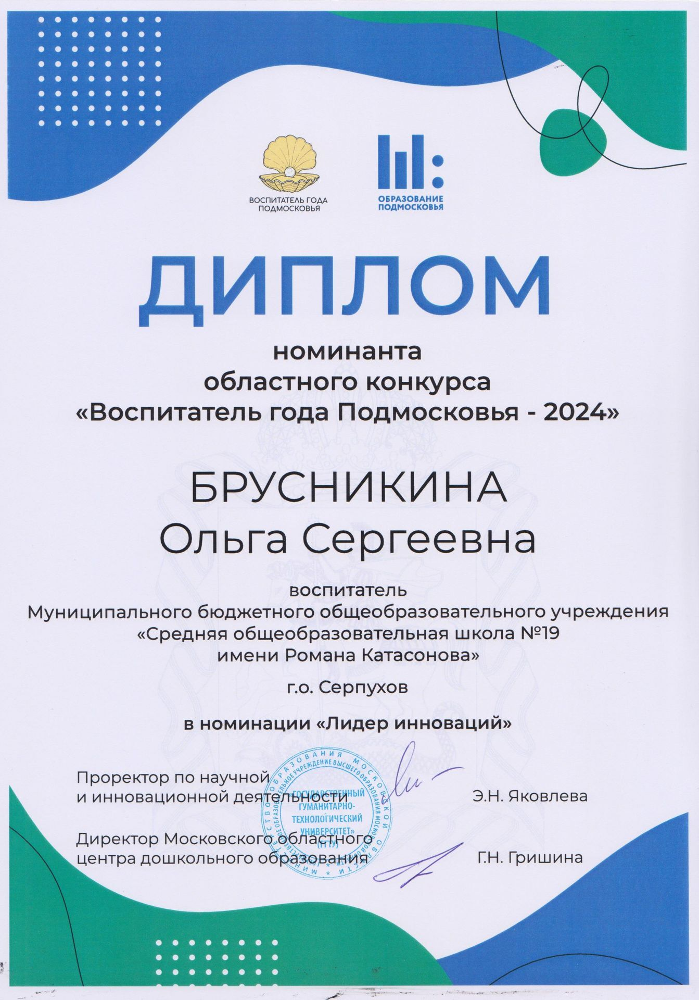 ВОСПИТАТЕЛЬ ГОДА
ПОДМОСКОВЬЯ
ОБРАЗОВАНИЕ
ПОДМОСКОВЬЯ
ДИПЛОМ
номинанта
областного конкурса
«Воспитатель года Подмосковья - 2024»
БРУСНИКИНА
Ольга Сергеевна
воспитатель
Муниципального бюджетного общеобразовательного учреждения
«Средняя общеобразовательная школа №19
имени Романа Катасонова»
г.о. Серпухов
в номинации «Лидер инноваций»
Проректор по научной
и инновационной деятельности
Э.Н. Яковлева
Директор Московского областного
центра дошкольного образования
Г.Н. Гришина
МИНИСТЕРСТВО ОБРАЗОВАНИЯ МОСКОВСКОЙ ОБЛАСТИ
ОБРАЗОВАТЕЛЬНОЕ УЧРЕЖДЕНИЕ ВЫСШЕГО ОБРАЗОВАНИЯ МОСКОВСКОЙ ОБЛАСТИ
«ГОСУДАРСТВЕННЫЙ
ГУМАНИТАРНО-
ТЕХНОЛОГИЧЕСКИЙ
УНИВЕРСИТЕТ»
(ГГТУ)